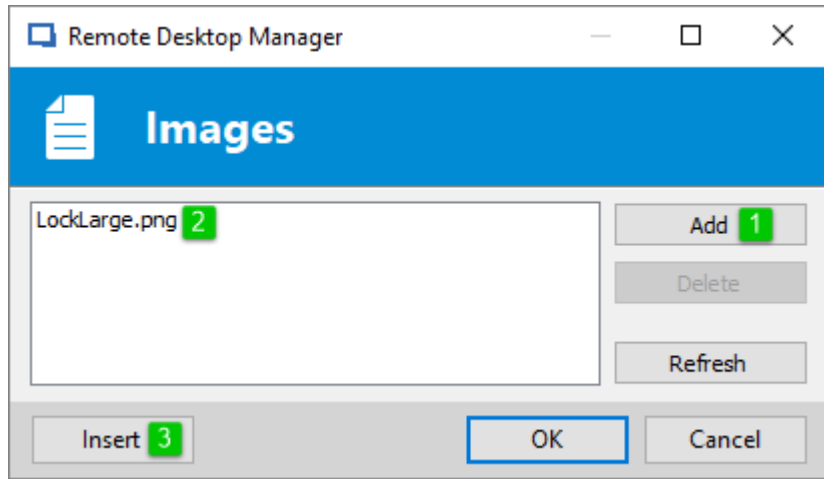 Remote Desktop Manager
Images
LockLarge.png 2
Add 1
Delete
Refresh
Insert 3
OK
Cancel